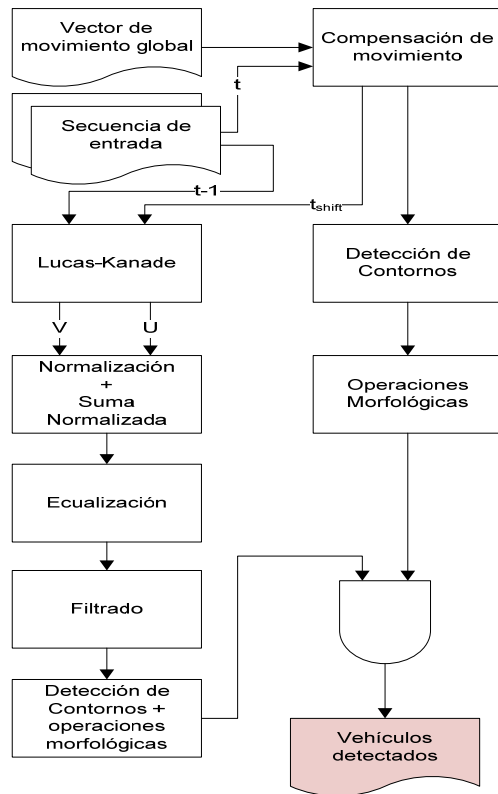 Vector de
movimiento global
Compensación de
movimiento
t
Secuencia de
entrada
t-1
tshift
Lucas-Kanade
Detección de
Contornos
V
U
Normalización
+
Suma
Normalizada
Operaciones
Morfológicas
Ecualización
Filtrado
Detección de
Contornos +
operaciones
morfológicas
Vehículos
detectados